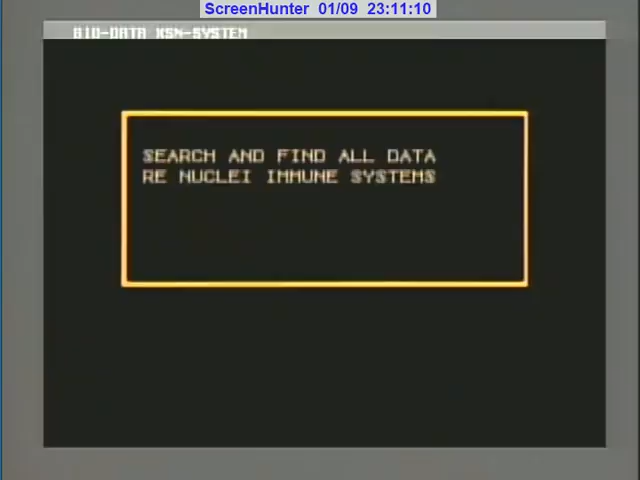 ScreenHunter 01/09 23:11:10
BIO-DATA KSN-SYSTEM
SEARCH AND FIND ALL DATA
RE NUCLEI IMMUNE SYSTEMS